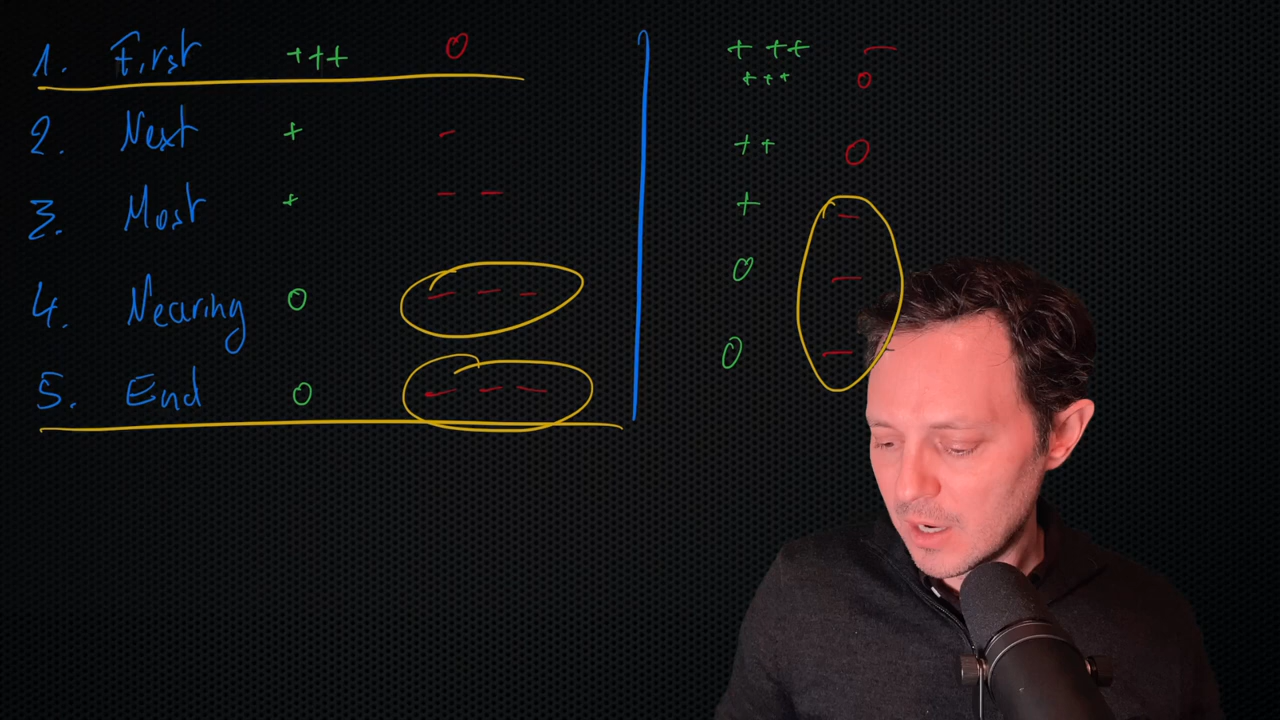 1. First +++ 0
2. Next + -
3. Most + - -
4. Nearing 0 - - -
5. End 0 - - -
+ ++ -
+++ 0
++ 0
+ -
0 -
0 -